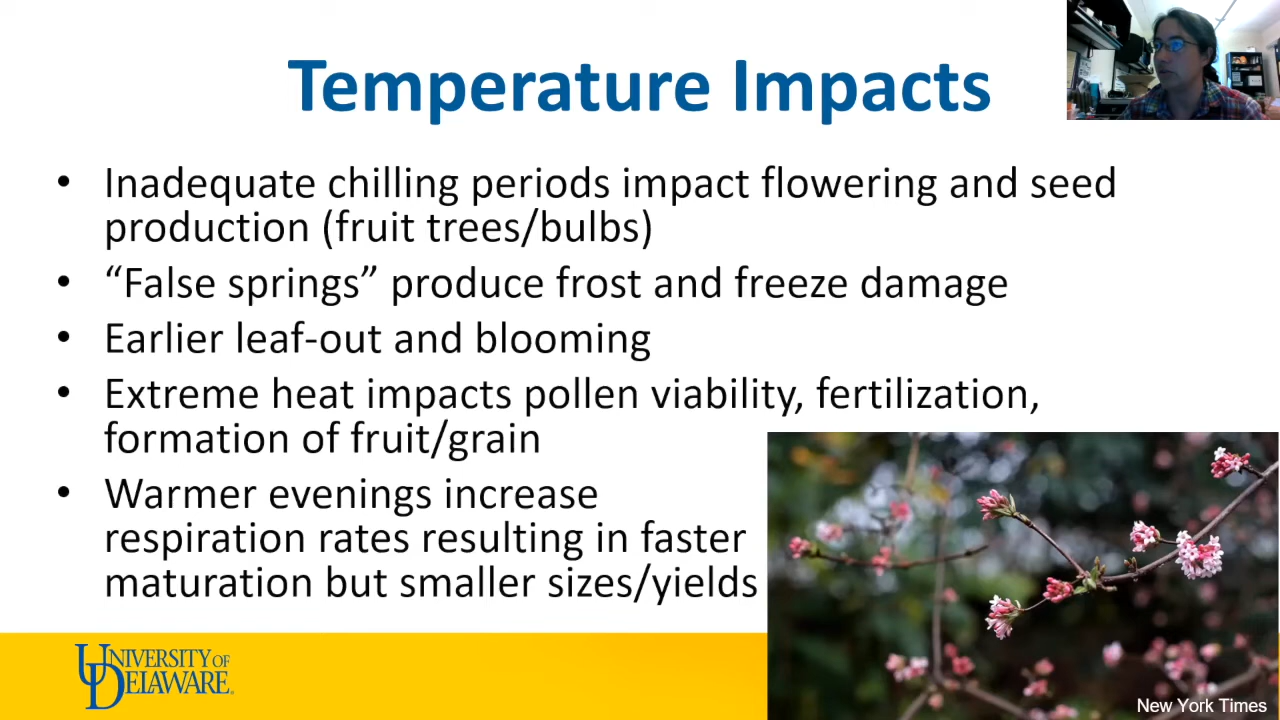 Temperature Impacts
• Inadequate chilling periods impact flowering and seed
production (fruit trees/bulbs)
• “False springs” produce frost and freeze damage
• Earlier leaf-out and blooming
• Extreme heat impacts pollen viability, fertilization,
formation of fruit/grain
• Warmer evenings increase
respiration rates resulting in faster
maturation but smaller sizes/yields
UNIVERSITY OF
DELAWARE
New York Times